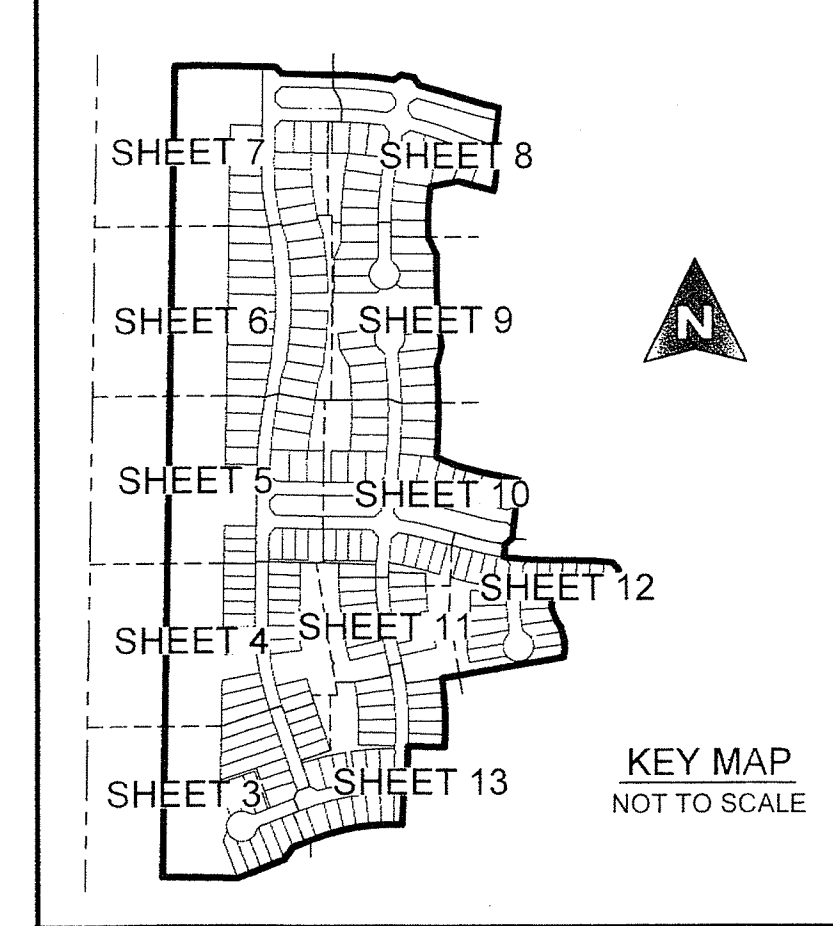 SHEET 7
SHEET 8
SHEET 6
SHEET 9
N
SHEET 5
SHEET 10
SHEET 12
SHEET 4
SHEET 11
SHEET 3
SHEET 13
KEY MAP
NOT TO SCALE